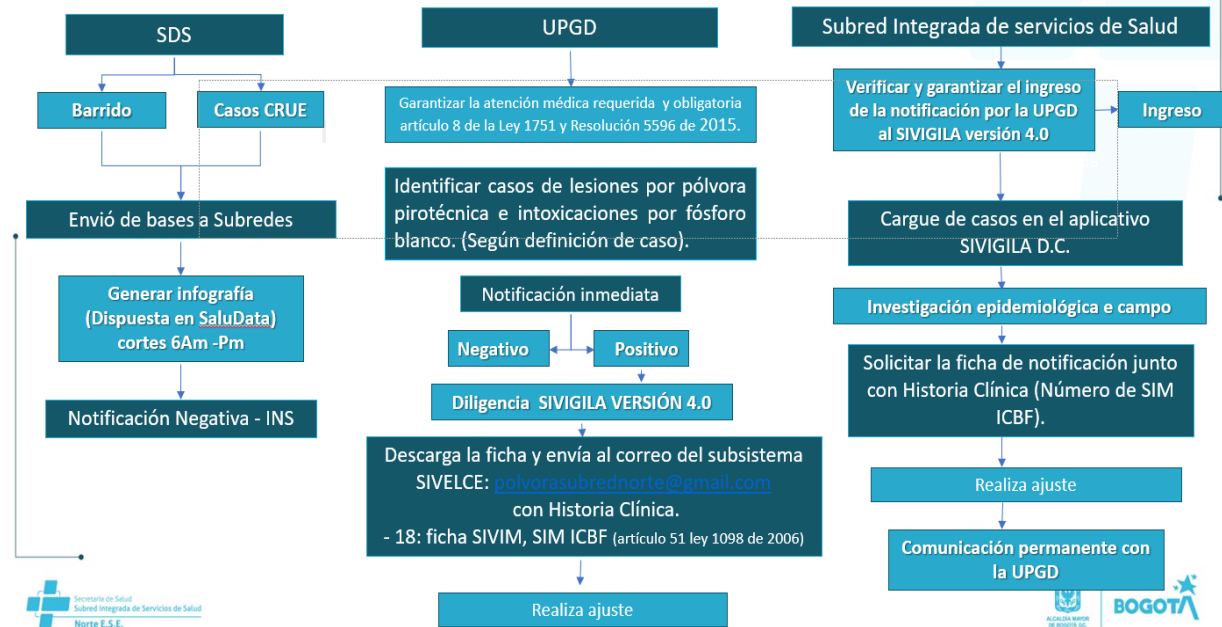 SDS
Barrido
Casos CRUE
Envió de bases a Subredes
Generar infografía
(Dispuesta en SaluData)
cortes 6Am -Pm
Notificación Negativa - INS
UPGD
Garantizar la atención médica requerida y obligatoria
artículo 8 de la Ley 1751 y Resolución 5596 de 2015.
Identificar casos de lesiones por pólvora
pirotécnica e intoxicaciones por fósforo
blanco. (Según definición de caso).
Notificación inmediata
Negativo
Positivo
Diligencia SIVIGILA VERSIÓN 4.0
Descarga la ficha y envía al correo del subsistema
SIVELCE: polvorasubrednorte@gmail.com
con Historia Clínica.
- 18: ficha SIVIM, SIM ICBF (artículo 51 ley 1098 de 2006)
Realiza ajuste
Subred Integrada de servicios de Salud
Verificar y garantizar el ingreso
de la notificación por la UPGD
al SIVIGILA versión 4.0
Ingreso
Cargue de casos en el aplicativo
SIVIGILA D.C.
Investigación epidemiológica e campo
Solicitar la ficha de notificación junto
con Historia Clínica (Número de SIM
ICBF).
Realiza ajuste
Comunicación permanente con
la UPGD
Secretaría de Salud
Subred Integrada de Servicios de Salud
Norte E.S.E.
ALCALDÍA MAYOR
DE BOGOTÁ D.C.
BOGOTÁ